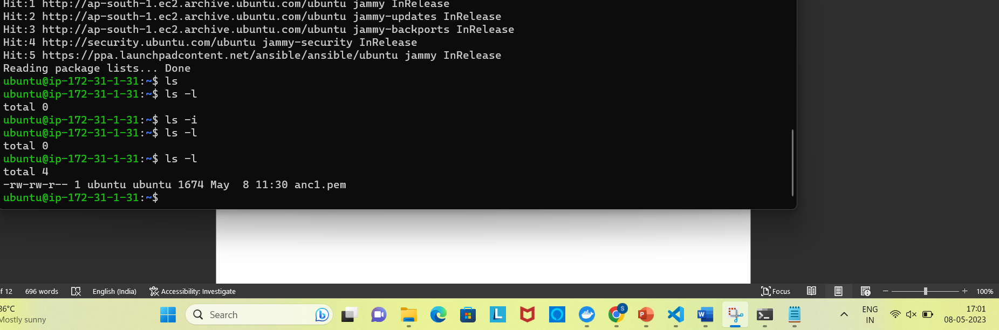 Hit:1 http://ap-south-1.ec2.archive.ubuntu.com/ubuntu jammy InRelease
Hit:2 http://ap-south-1.ec2.archive.ubuntu.com/ubuntu jammy-updates InRelease
Hit:3 http://ap-south-1.ec2.archive.ubuntu.com/ubuntu jammy-backports InRelease
Hit:4 http://security.ubuntu.com/ubuntu jammy-security InRelease
Hit:5 https://ppa.launchpadcontent.net/ansible/ansible/ubuntu jammy InRelease
Reading package lists... Done
ubuntu@ip-172-31-1-31:~$ ls
ubuntu@ip-172-31-1-31:~$ ls -l
total 0
ubuntu@ip-172-31-1-31:~$ ls -i
ubuntu@ip-172-31-1-31:~$ ls -l
total 0
ubuntu@ip-172-31-1-31:~$ ls -l
total 4
-rw-rw-r-- 1 ubuntu ubuntu 1674 May  8 11:30 anc1.pem
ubuntu@ip-172-31-1-31:~$
f 12 696 words English (India) Accessibility: Investigate Focus 100%
36°C
Mostly sunny
Search
S
L
P
W
ENG
IN
17:01
08-05-2023